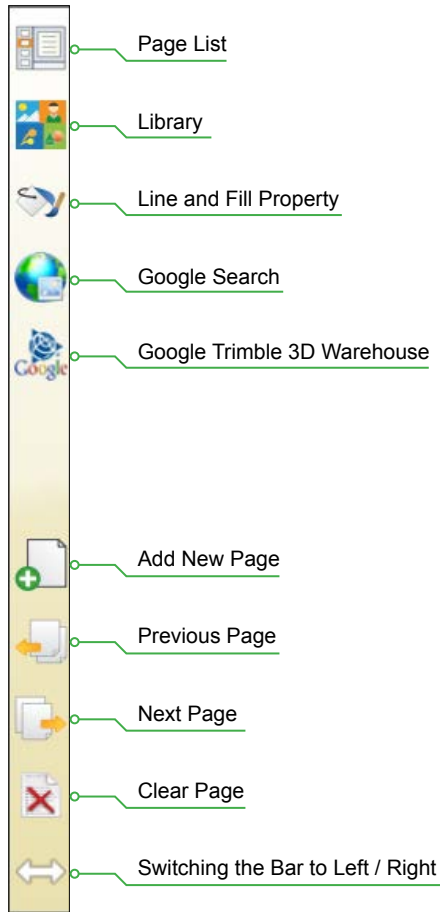 Page List
Library
Line and Fill Property
Google Search
Google Trimble 3D Warehouse
Google
Add New Page
Previous Page
Next Page
Clear Page
Switching the Bar to Left / Right